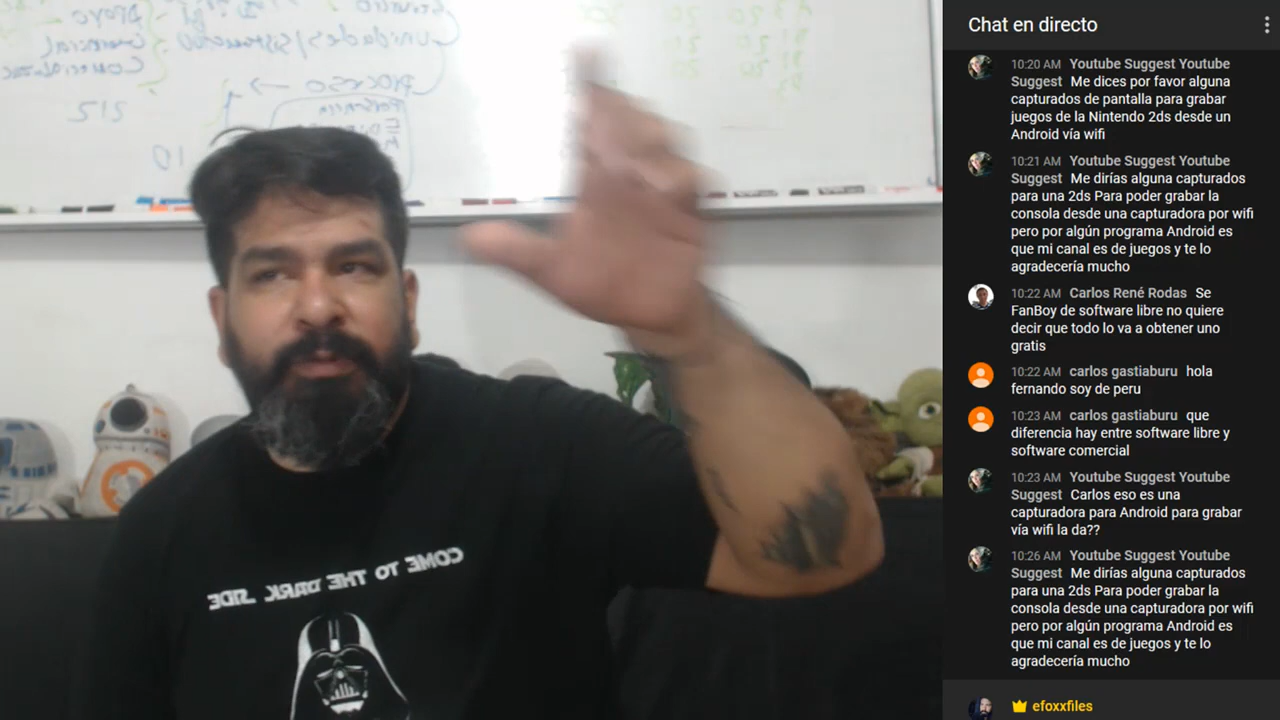 Chat en directo
10:20 AM Youtube Suggest Youtube
Suggest Me dices por favor alguna
capturados de pantalla para grabar
juegos de la Nintendo 2ds desde un
Android vía wifi
10:21 AM Youtube Suggest Youtube
Suggest Me dirías alguna capturados
para una 2ds Para poder grabar la
consola desde una capturadora por wifi
pero por algún programa Android es
que mi canal es de juegos y te lo
agradecería mucho
10:22 AM Carlos René Rodas Se
FanBoy de software libre no quiere
decir que todo lo va a obtener uno
gratis
10:22 AM carlos gastiaburu hola
fernando soy de peru
10:23 AM carlos gastiaburu que
diferencia hay entre software libre y
software comercial
10:23 AM Youtube Suggest Youtube
Suggest Carlos eso es una
capturadora para Android para grabar
vía wifi la da??
10:26 AM Youtube Suggest Youtube
Suggest Me dirías alguna capturados
para una 2ds Para poder grabar la
consola desde una capturadora por wifi
pero por algún programa Android es
que mi canal es de juegos y te lo
agradecería mucho
efoxxfiles
proceso
212
10
COME TO THE DARK SIDE